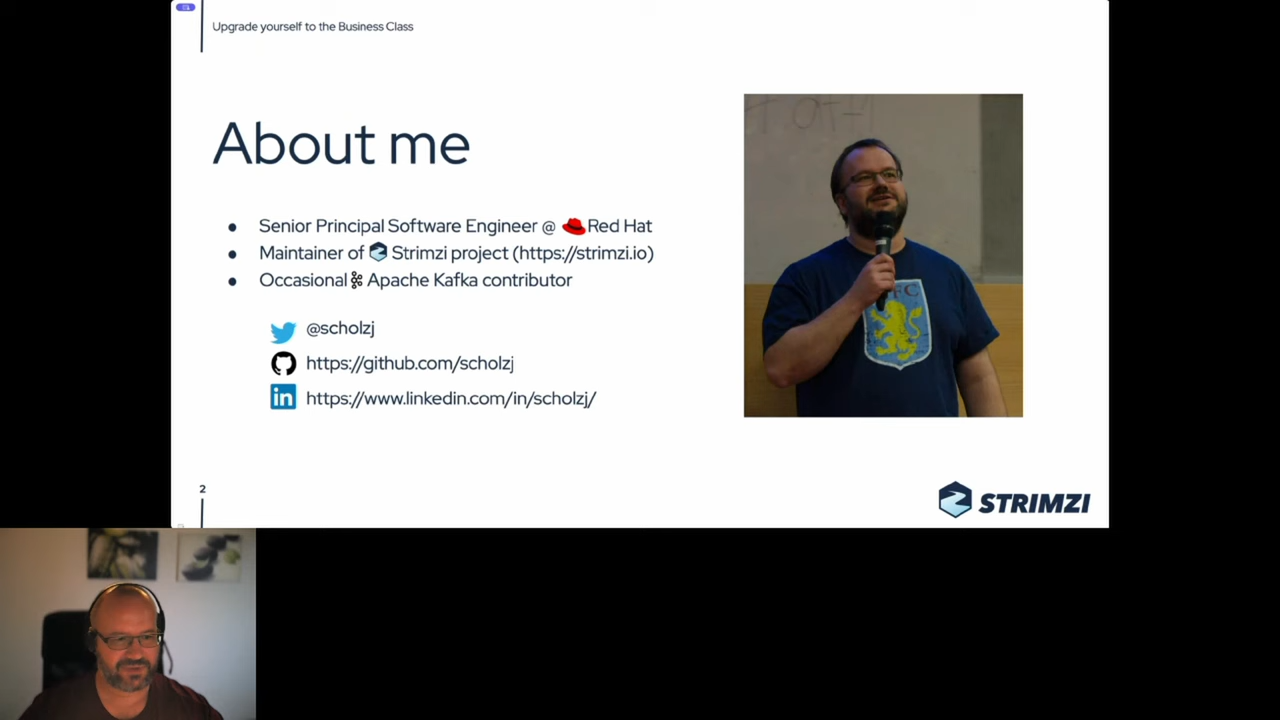 Upgrade yourself to the Business Class
About me
Senior Principal Software Engineer @ Red Hat
Maintainer of Strimzi project (https://strimzi.io)
Occasional Apache Kafka contributor
@scholzj
https://github.com/scholzj
https://www.linkedin.com/in/scholzj/
2
STRIMZI